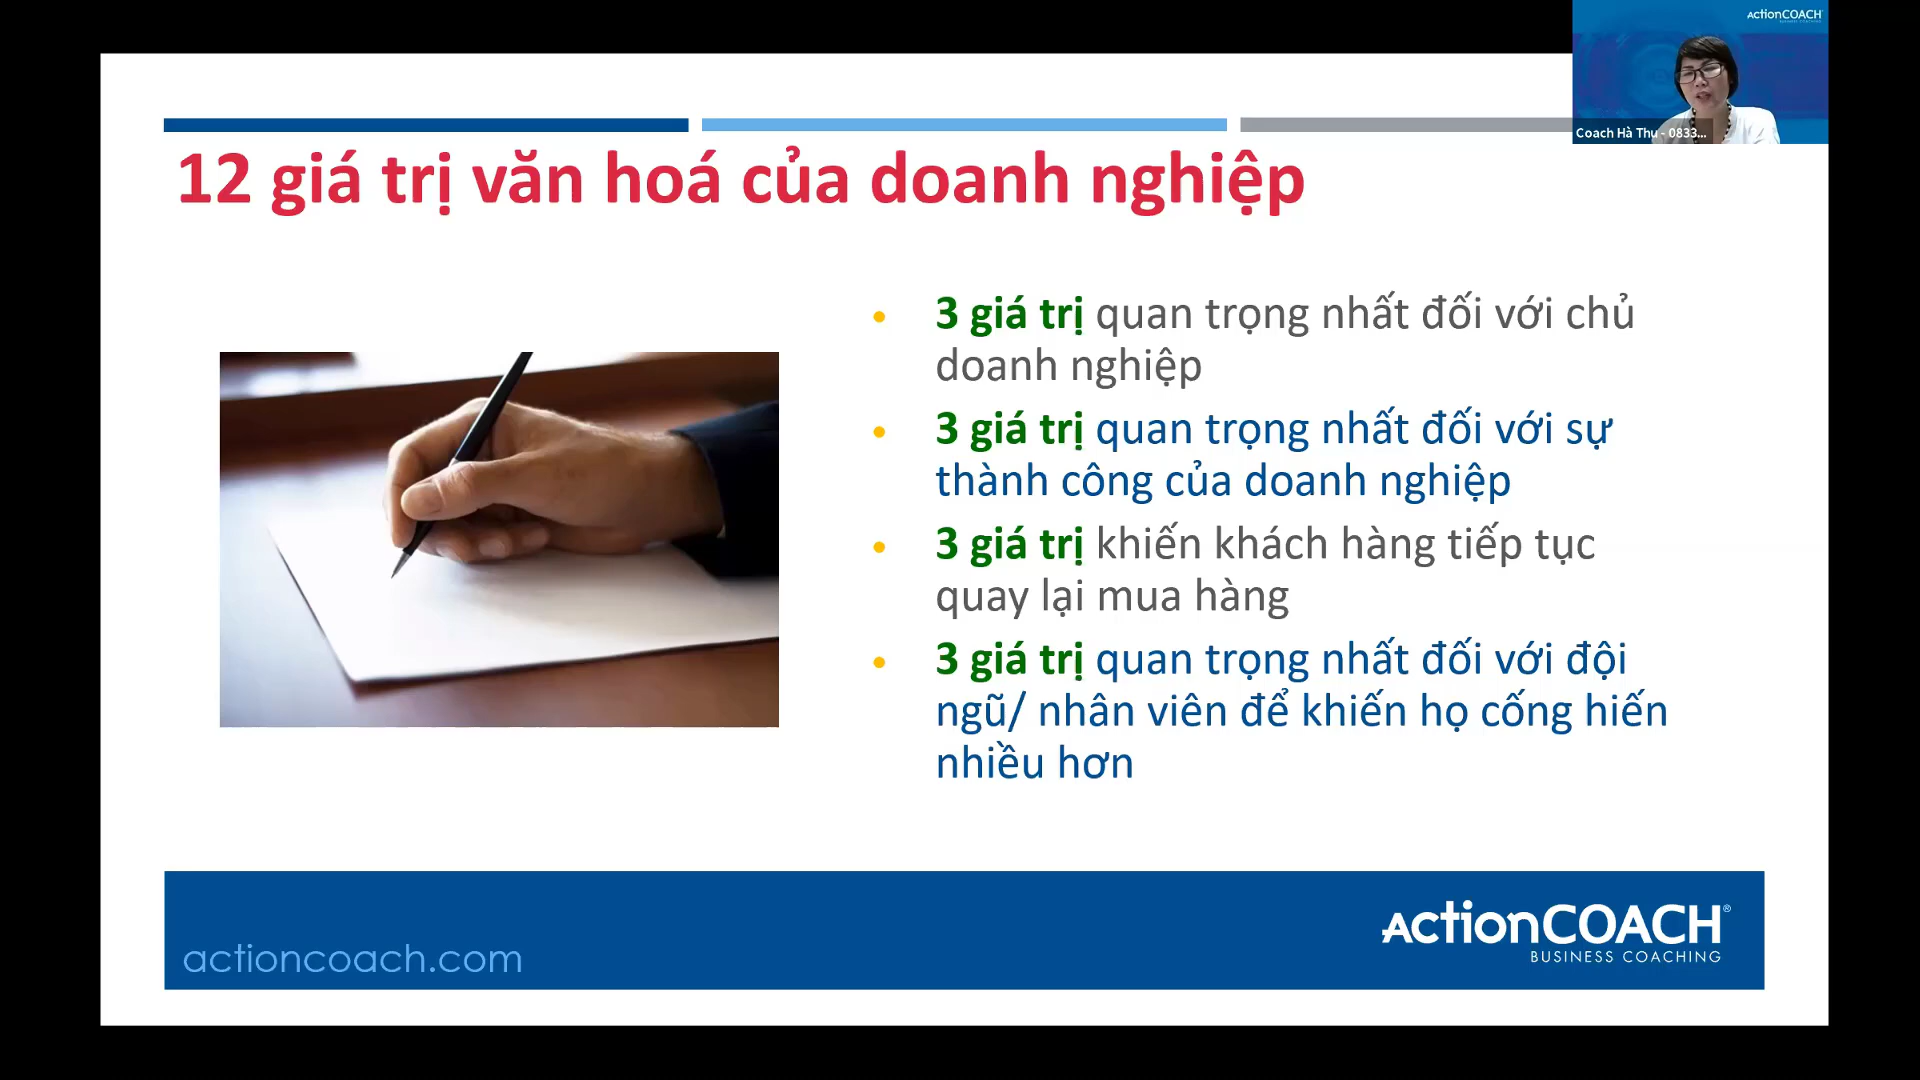 actionCOACH
BUSINESS COACHING
Coach Hà Thu - 0833...
12 giá trị văn hoá của doanh nghiệp
• 3 giá trị quan trọng nhất đối với chủ
doanh nghiệp
• 3 giá trị quan trọng nhất đối với sự
thành công của doanh nghiệp
• 3 giá trị khiến khách hàng tiếp tục
quay lại mua hàng
• 3 giá trị quan trọng nhất đối với đội
ngũ/ nhân viên để khiến họ cống hiến
nhiều hơn
actioncoach.com
actionCOACH®
BUSINESS COACHING